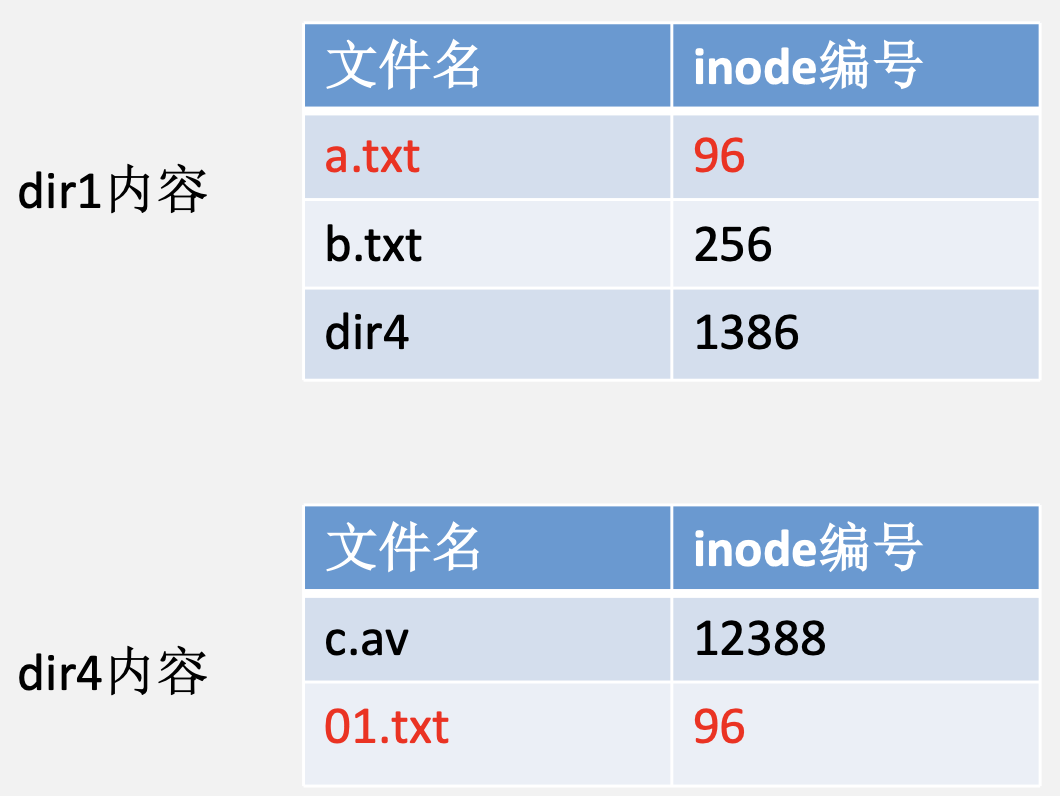 文件名 inode编号
a.txt 96
dir1内容
b.txt 256
dir4 1386
文件名 inode编号
c.av 12388
dir4内容
01.txt 96